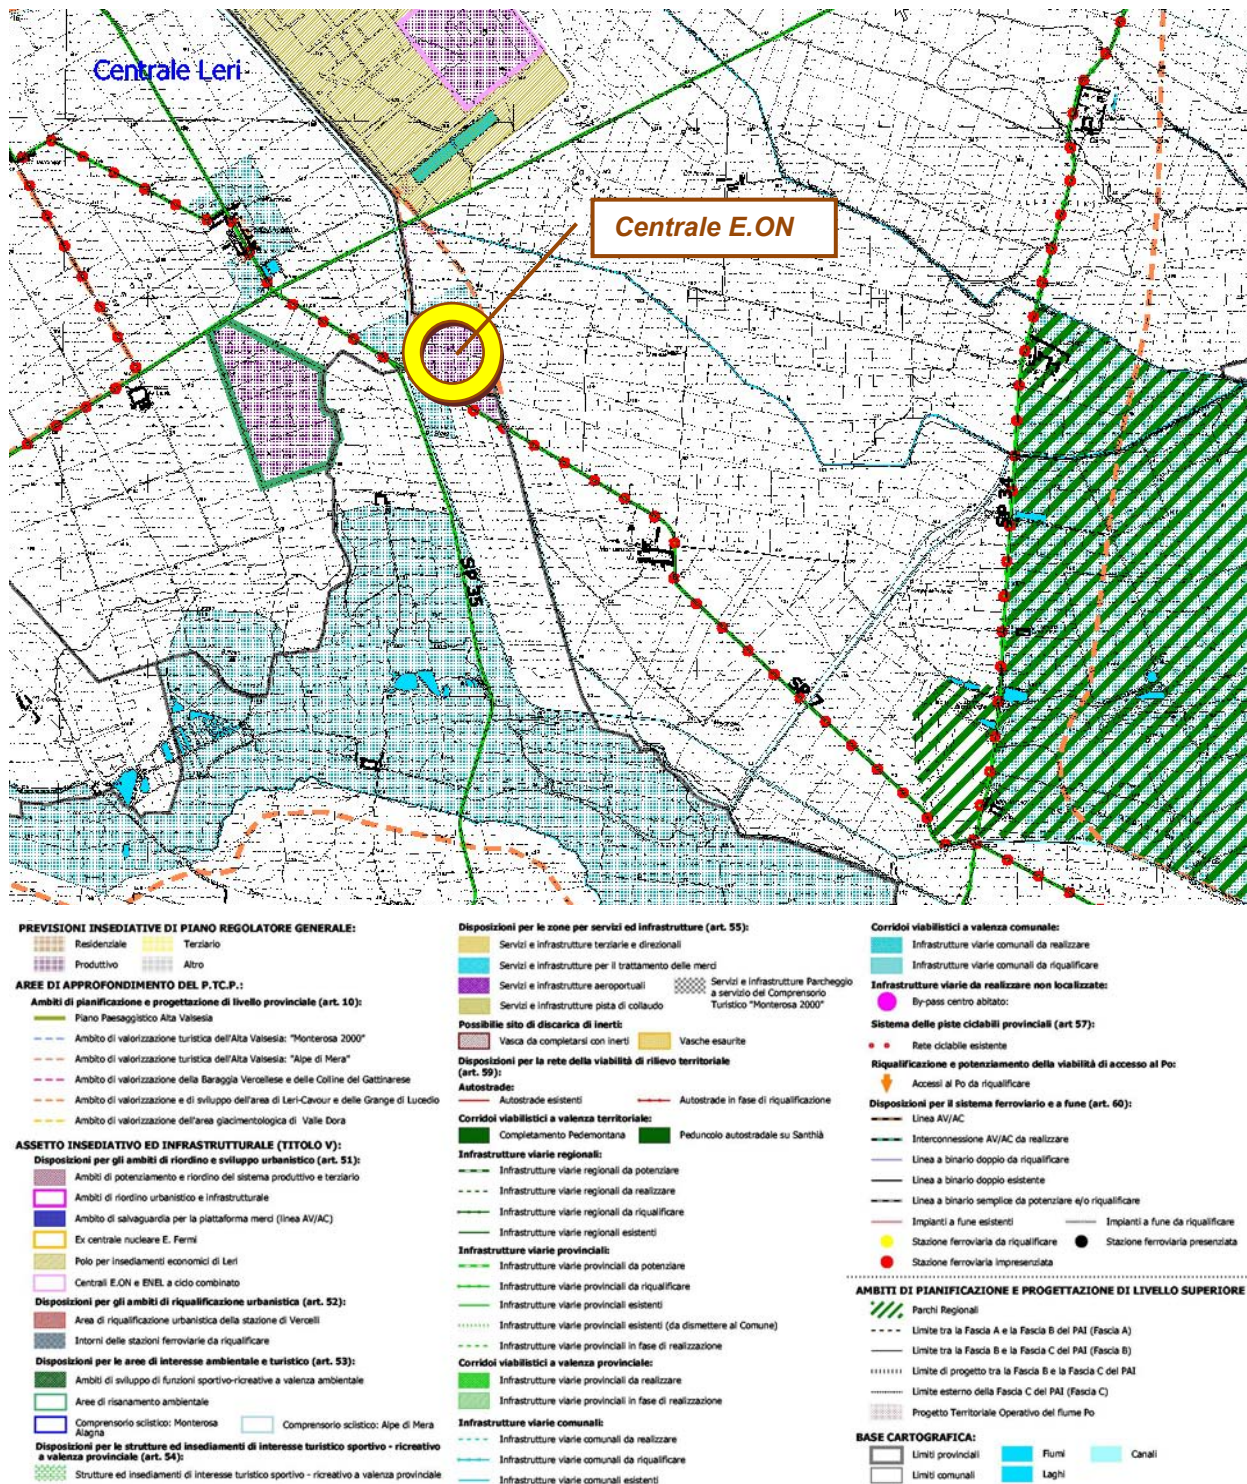 Centrale Leri
Centrale E.ON
SP 34
SP 35
SP 7
PREVISIONI INSEDIATIVE DI PIANO REGOLATORE GENERALE:
Residenziale
Terziario
Produttivo
Altro
AREE DI APPROFONDIMENTO DEL P.TC.P.:
Ambiti di pianificazione e progettazione di livello provinciale (art. 10):
Piano Paesaggistico Alta Valsesia
Ambito di valorizzazione turistica dell'Alta Valsesia: "Monterosa 2000"
Ambito di valorizzazione turistica dell'Alta Valsesia: "Alpe di Mera"
Ambito di valorizzazione della Baraggia Vercellese e delle Colline del Gattinarese
Ambito di valorizzazione e di sviluppo dell'area di Leri-Cavour e delle Grange di Lucedio
Ambito di valorizzazione dell'area giacimentologica di Valle Dora
ASSETTO INSEDIATIVO ED INFRASTRUTTURALE (TITOLO V):
Disposizioni per gli ambiti di riordino e sviluppo urbanistico (art. 51):
Ambiti di potenziamento e riordino del sistema produttivo e terziario
Ambiti di riordino urbanistico e infrastrutturale
Ambito di salvaguardia per la piattaforma merci (linea AV/AC)
Ex centrale nucleare E. Fermi
Polo per insediamenti economici di Leri
Centrali E.ON e ENEL a ciclo combinato
Disposizioni per gli ambiti di riqualificazione urbanistica (art. 52):
Area di riqualificazione urbanistica della stazione di Vercelli
Intorni delle stazioni ferroviarie da riqualificare
Disposizioni per le aree di interesse ambientale e turistico (art. 53):
Ambiti di sviluppo di funzioni sportivo-ricreative a valenza ambientale
Aree di risanamento ambientale
Comprensorio sciistico: Monterosa
Alagna
Comprensorio sciistico: Alpe di Mera
Disposizioni per le strutture ed insediamenti di interesse turistico sportivo - ricreativo
a valenza provinciale (art. 54):
Strutture ed insediamenti di interesse turistico sportivo - ricreativo a valenza provinciale
Disposizioni per le zone per servizi ed infrastrutture (art. 55):
Servizi e infrastrutture terziarie e direzionali
Servizi e infrastrutture per il trattamento delle merci
Servizi e infrastrutture aeroportuali
Servizi e infrastrutture Parcheggio
a servizio del Comprensorio
Turistico "Monterosa 2000"
Servizi e infrastrutture pista di collaudo
Possibile sito di discarica di inerti:
Vasca da completarsi con inerti
Vasche esaurite
Disposizioni per la rete della viabilità di rilievo territoriale
(art. 59):
Autostrade:
Autostrade esistenti
Autostrade in fase di riqualificazione
Corridoi viabilistici a valenza territoriale:
Completamento Pedemontana
Peduncolo autostradale su Santhià
Infrastrutture viarie regionali:
Infrastrutture viarie regionali da potenziare
Infrastrutture viarie regionali da realizzare
Infrastrutture viarie regionali da riqualificare
Infrastrutture viarie regionali esistenti
Infrastrutture viarie provinciali:
Infrastrutture viarie provinciali da potenziare
Infrastrutture viarie provinciali da riqualificare
Infrastrutture viarie provinciali esistenti
Infrastrutture viarie provinciali esistenti (da dismettere al Comune)
Infrastrutture viarie provinciali in fase di realizzazione
Corridoi viabilistici a valenza provinciale:
Infrastrutture viarie provinciali da realizzare
Infrastrutture viarie provinciali in fase di realizzazione
Infrastrutture viarie comunali:
Infrastrutture viarie comunali da realizzare
Infrastrutture viarie comunali da riqualificare
Infrastrutture viarie comunali esistenti
Corridoi viabilistici a valenza comunale:
Infrastrutture viarie comunali da realizzare
Infrastrutture viarie comunali da riqualificare
Infrastrutture viarie da realizzare non localizzate:
By-pass centro abitato:
Sistema delle piste ciclabili provinciali (art 57):
Rete ciclabile esistente
Riqualificazione e potenziamento della viabilità di accesso al Po:
Accessi al Po da riqualificare
Disposizioni per il sistema ferroviario e a fune (art. 60):
Linea AV/AC
Interconnessione AV/AC da realizzare
Linea a binario doppio da riqualificare
Linea a binario doppio esistente
Linea a binario semplice da potenziare e/o riqualificare
Impianti a fune esistenti
Impianti a fune da riqualificare
Stazione ferroviaria da riqualificare
Stazione ferroviaria presenziata
Stazione ferroviaria impresenziata
AMBITI DI PIANIFICAZIONE E PROGETTAZIONE DI LIVELLO SUPERIORE
Parchi Regionali
Limite tra la Fascia A e la Fascia B del PAI (Fascia A)
Limite tra la Fascia B e la Fascia C del PAI (Fascia B)
Limite di progetto tra la Fascia B e la Fascia C del PAI
Limite esterno della Fascia C del PAI (Fascia C)
Progetto Territoriale Operativo del fiume Po
BASE CARTOGRAFICA:
Limiti provinciali
Fiumi
Canali
Limiti comunali
Laghi